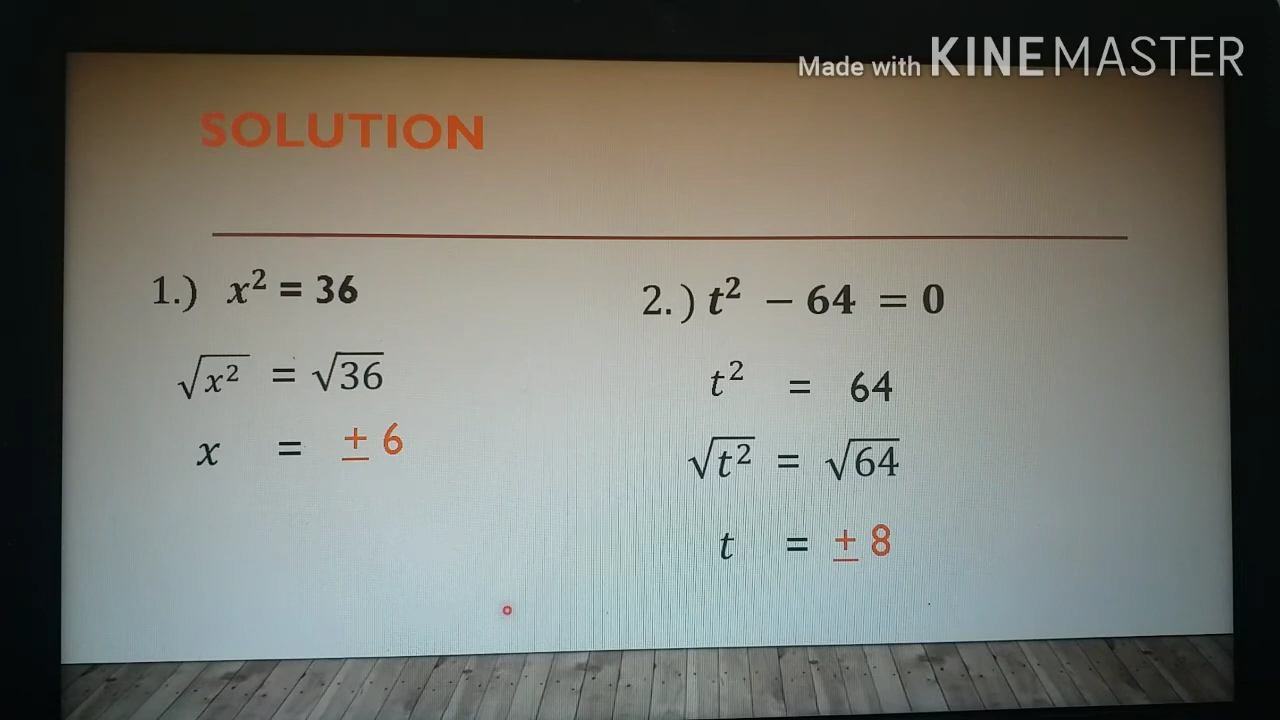 Made with KINEMASTER
SOLUTION
1.) x² = 36
√x² = √36
x = ± 6
2.) t² – 64 = 0
t² = 64
√t² = √64
t = ± 8